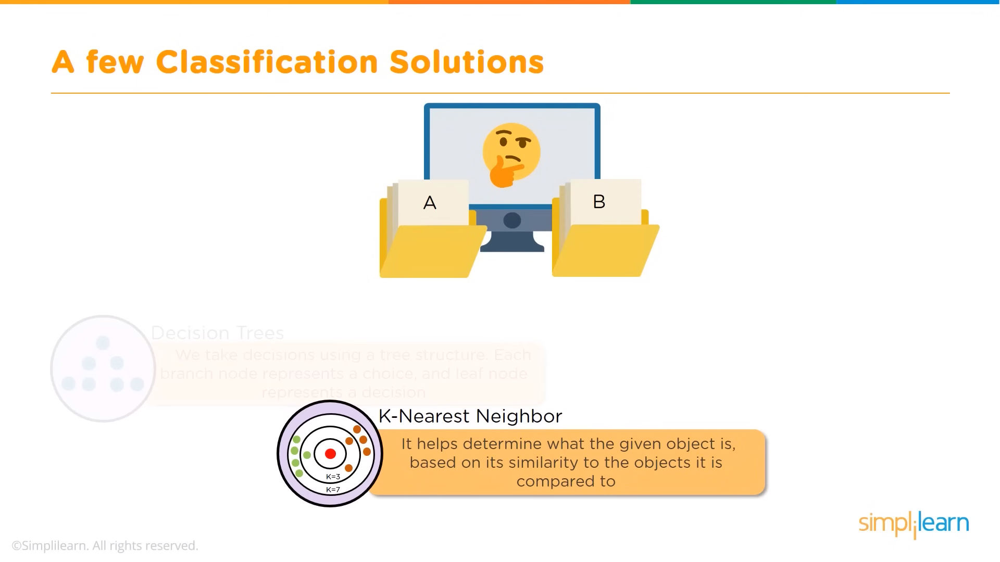 A few Classification Solutions
A
B
Decision Trees
We take decisions using a tree structure. Each
branch node represents a choice, and leaf node
represents a decision
K-Nearest Neighbor
It helps determine what the given object is,
based on its similarity to the objects it is
compared to
K=3
K=7
simplilearn
©Simplilearn. All rights reserved.